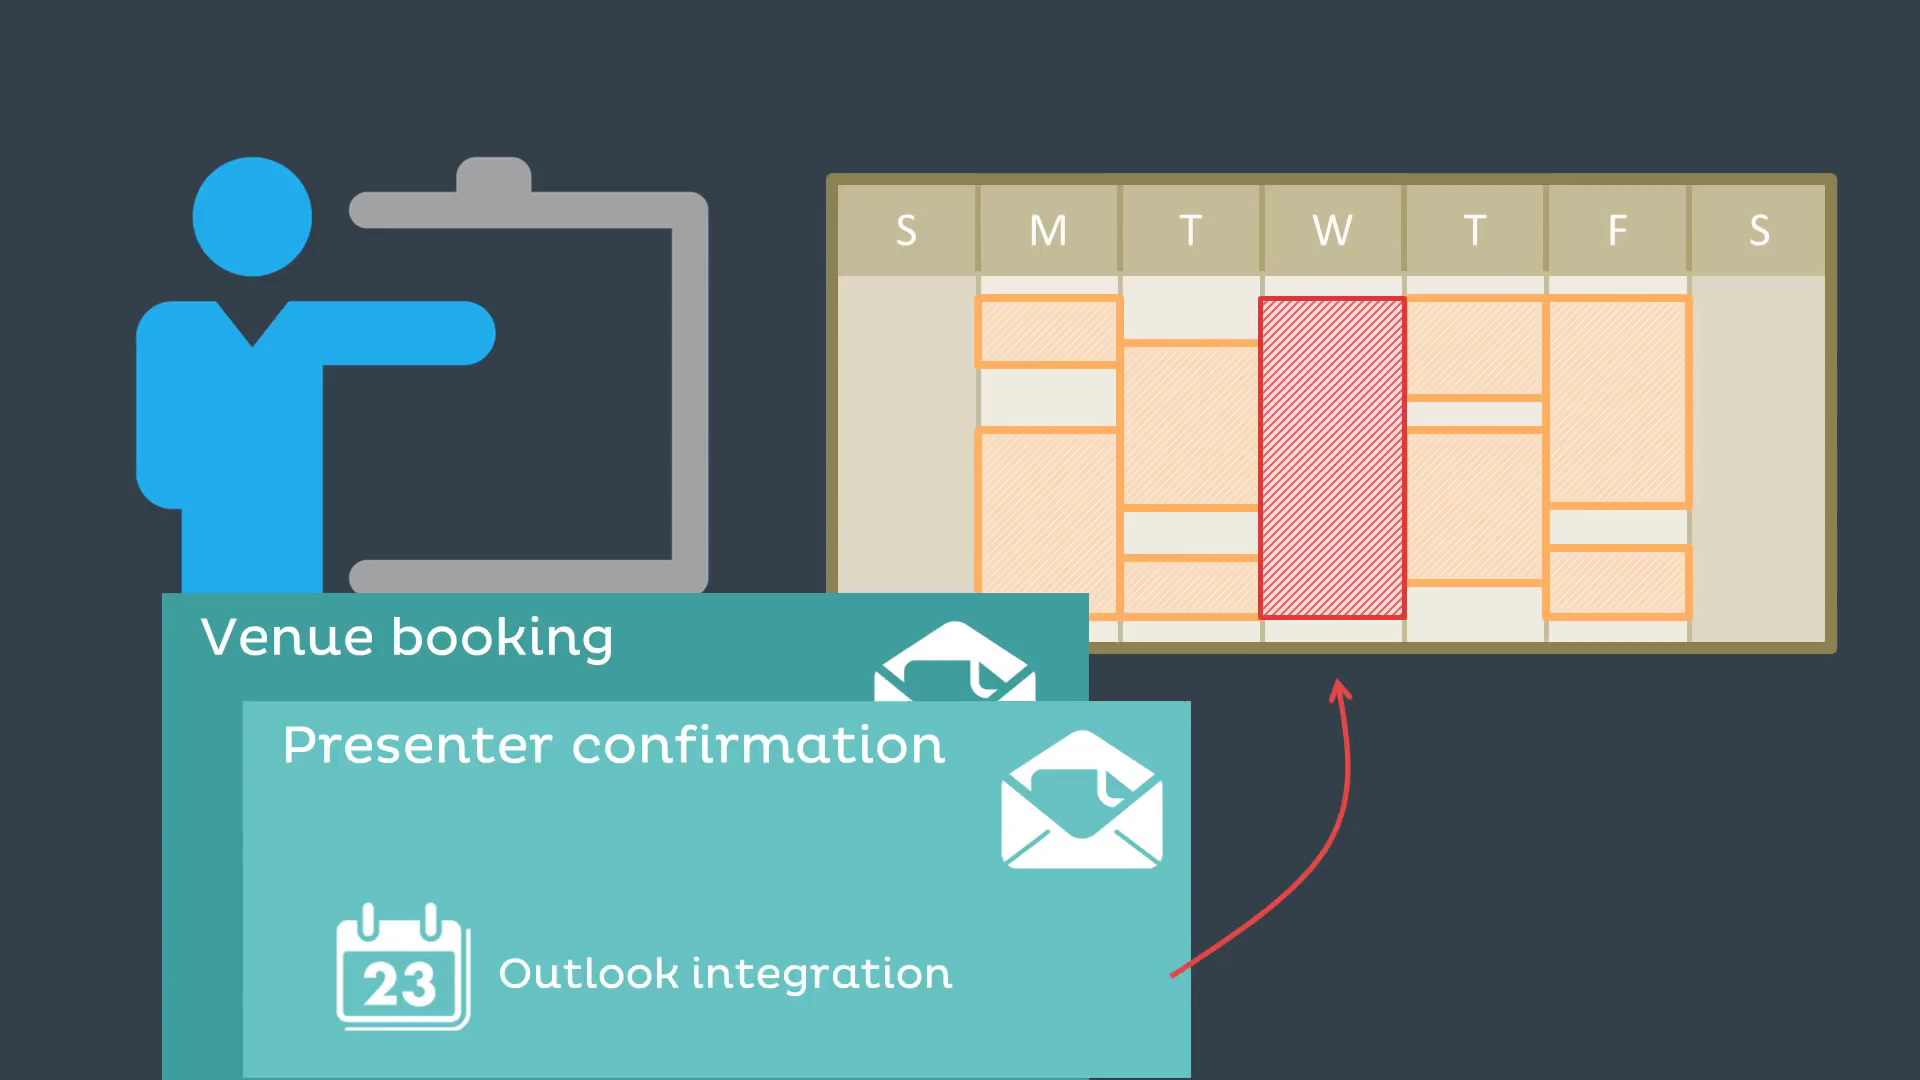 S M T W T F S
Venue booking
Presenter confirmation
23
Outlook integration